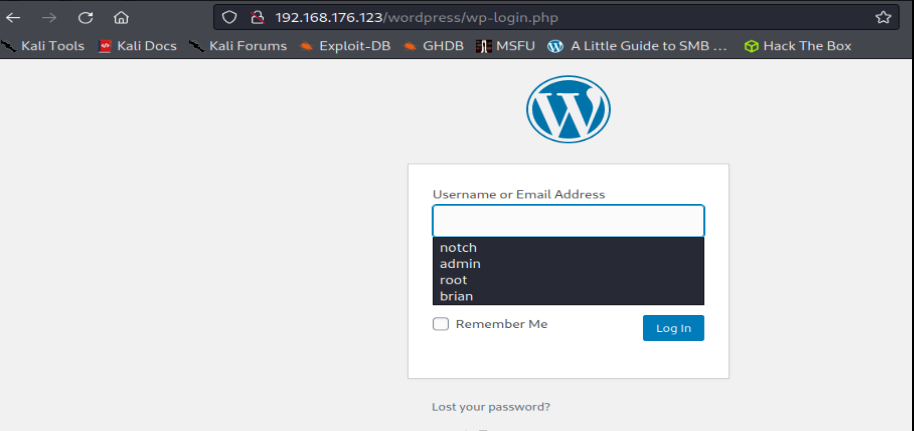 192.168.176.123/wordpress/wp-login.php
Kali Tools Kali Docs Kali Forums Exploit-DB GHDB MSFU A Little Guide to SMB ... Hack The Box
Username or Email Address
notch
admin
root
brian
Remember Me Log In
Lost your password?